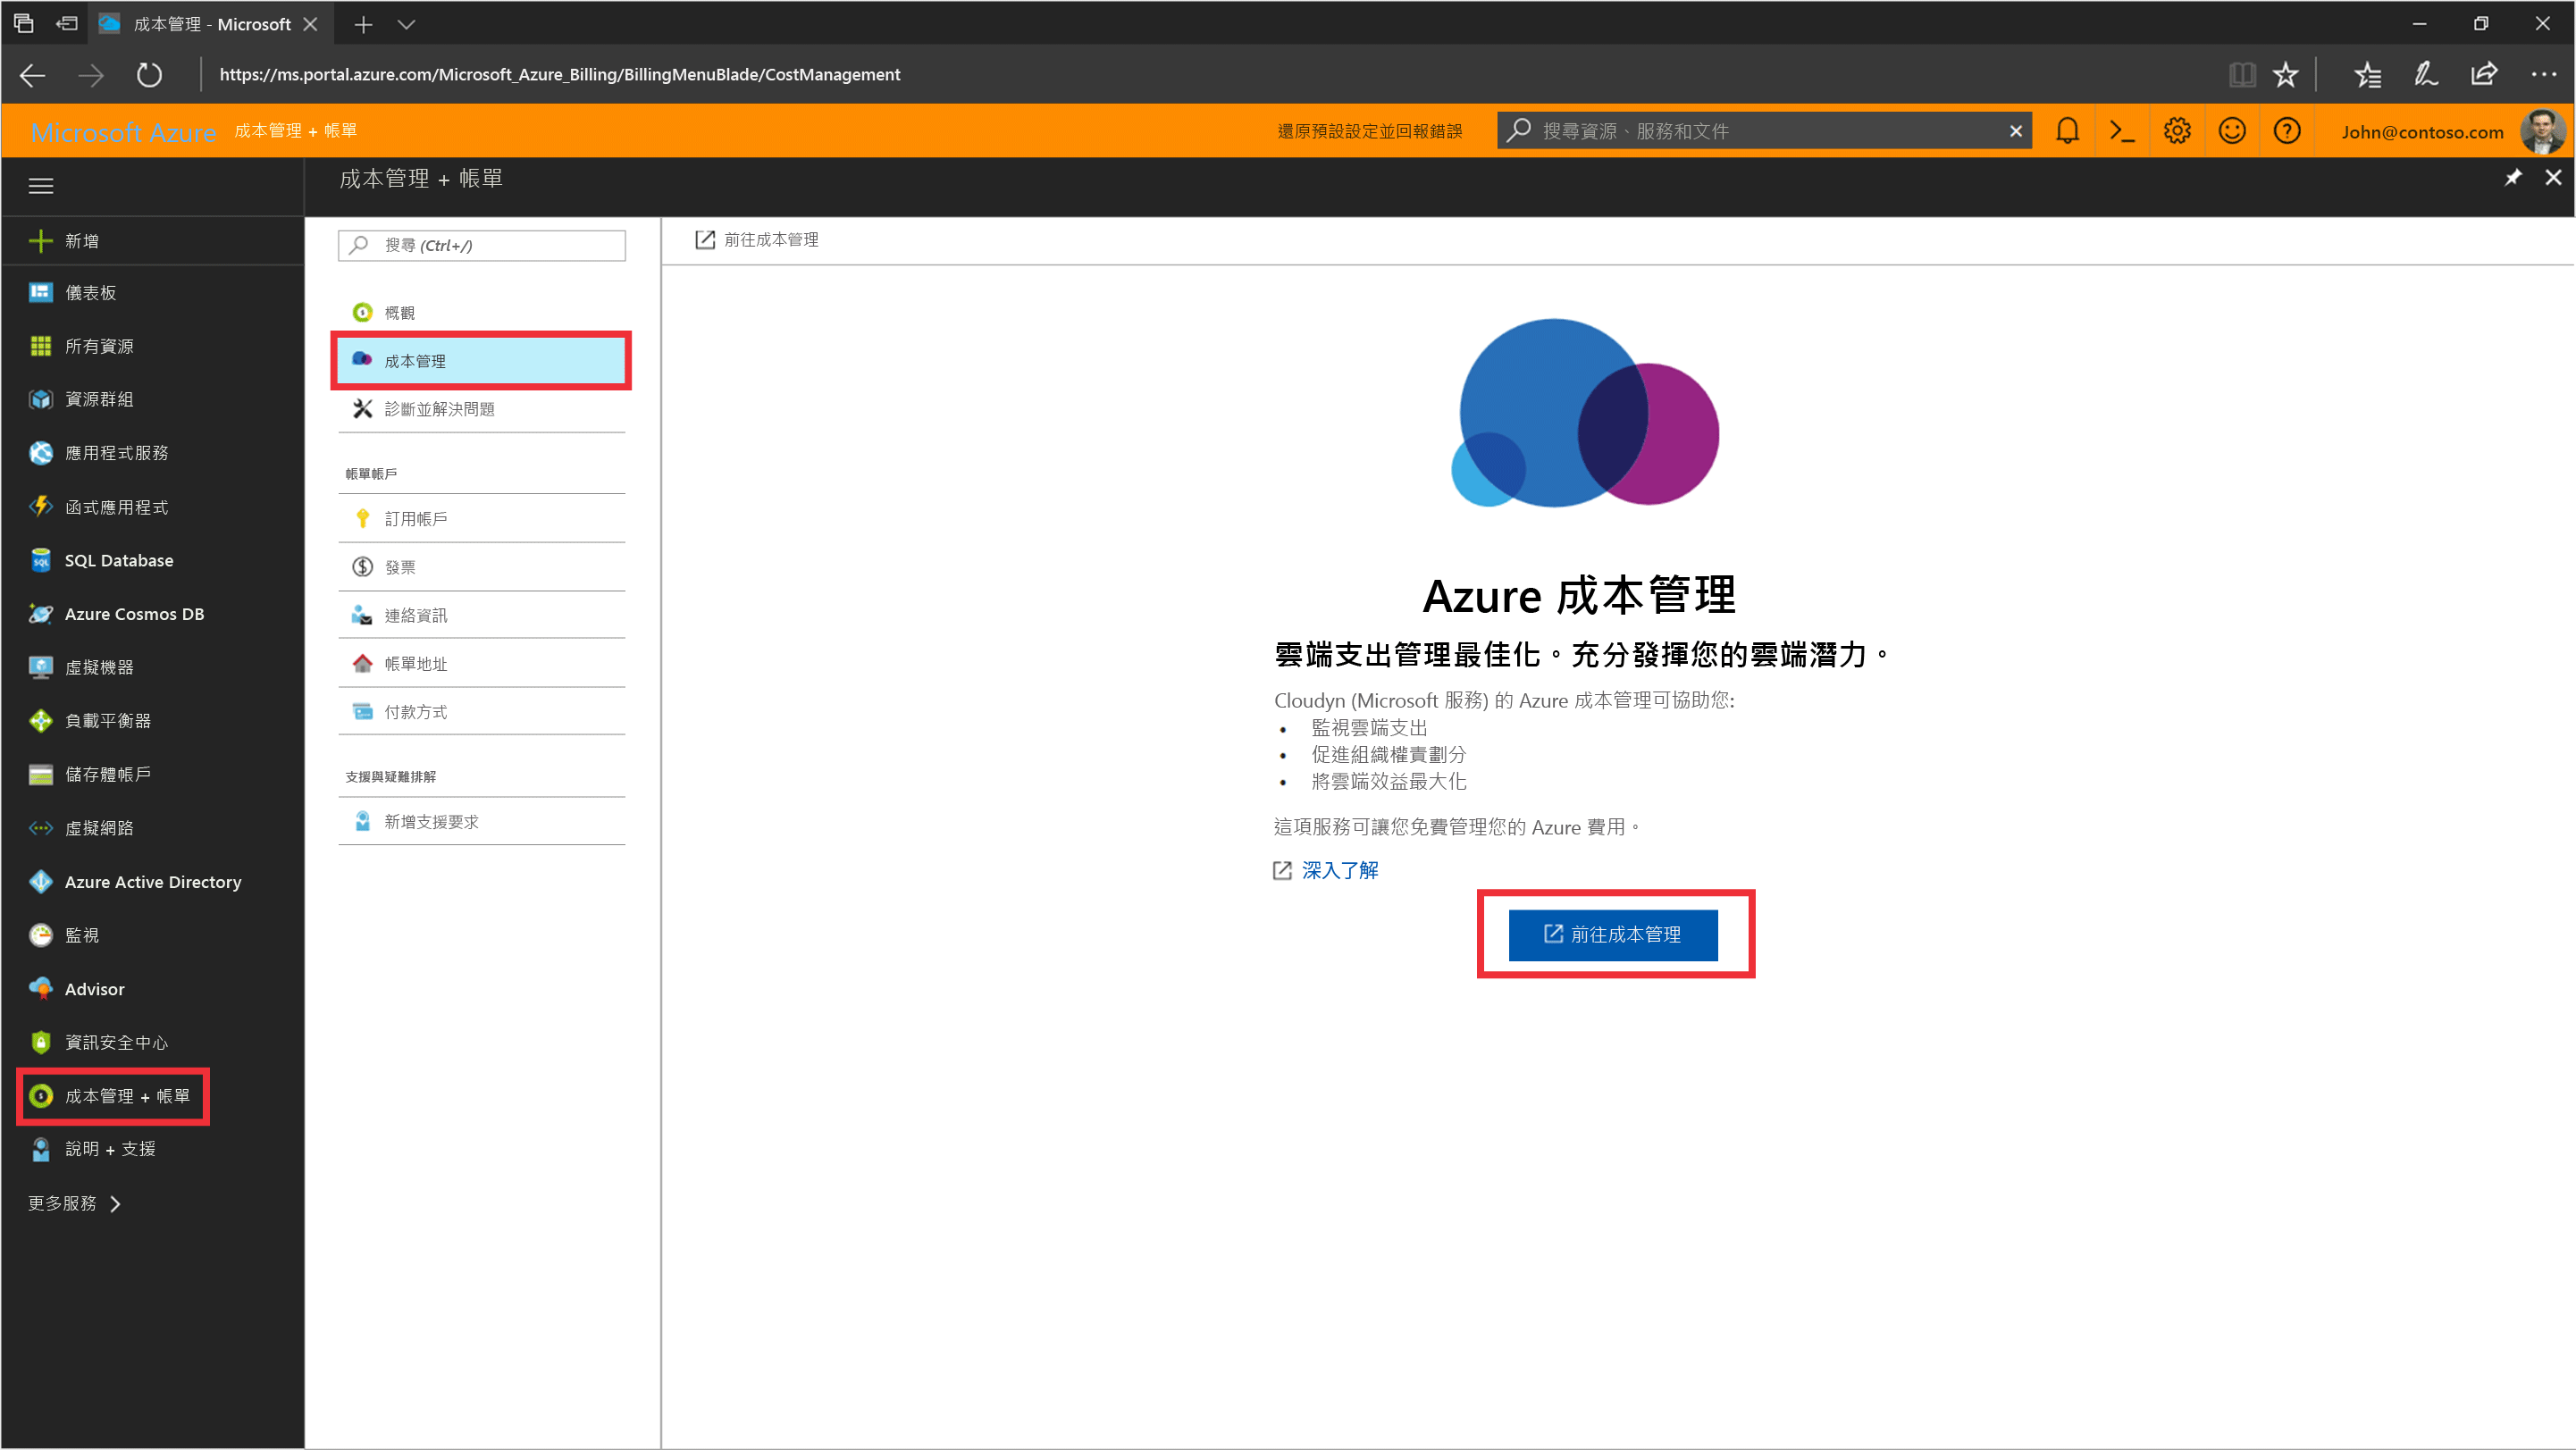 成本管理 - Microsoft
https://ms.portal.azure.com/Microsoft_Azure_Billing/BillingMenuBlade/CostManagement
Microsoft Azure 成本管理 + 帳單
還原預設設定並回報錯誤
搜尋資源、服務和文件
John@contoso.com
成本管理 + 帳單
新增
儀表板
所有資源
資源群組
應用程式服務
函式應用程式
SQL Database
Azure Cosmos DB
虛擬機器
負載平衡器
儲存體帳戶
虛擬網路
Azure Active Directory
監視
Advisor
資訊安全中心
成本管理 + 帳單
說明 + 支援
更多服務
搜尋 (Ctrl+/)
概觀
成本管理
診斷並解決問題
帳單帳戶
訂用帳戶
發票
連絡資訊
帳單地址
付款方式
支援與疑難排解
新增支援要求
前往成本管理
Azure 成本管理
雲端支出管理最佳化。充分發揮您的雲端潛力。
Cloudyn (Microsoft 服務) 的 Azure 成本管理可協助您:
• 監視雲端支出
• 促進組織權責劃分
• 將雲端效益最大化
這項服務可讓您免費管理您的 Azure 費用。
深入了解
前往成本管理